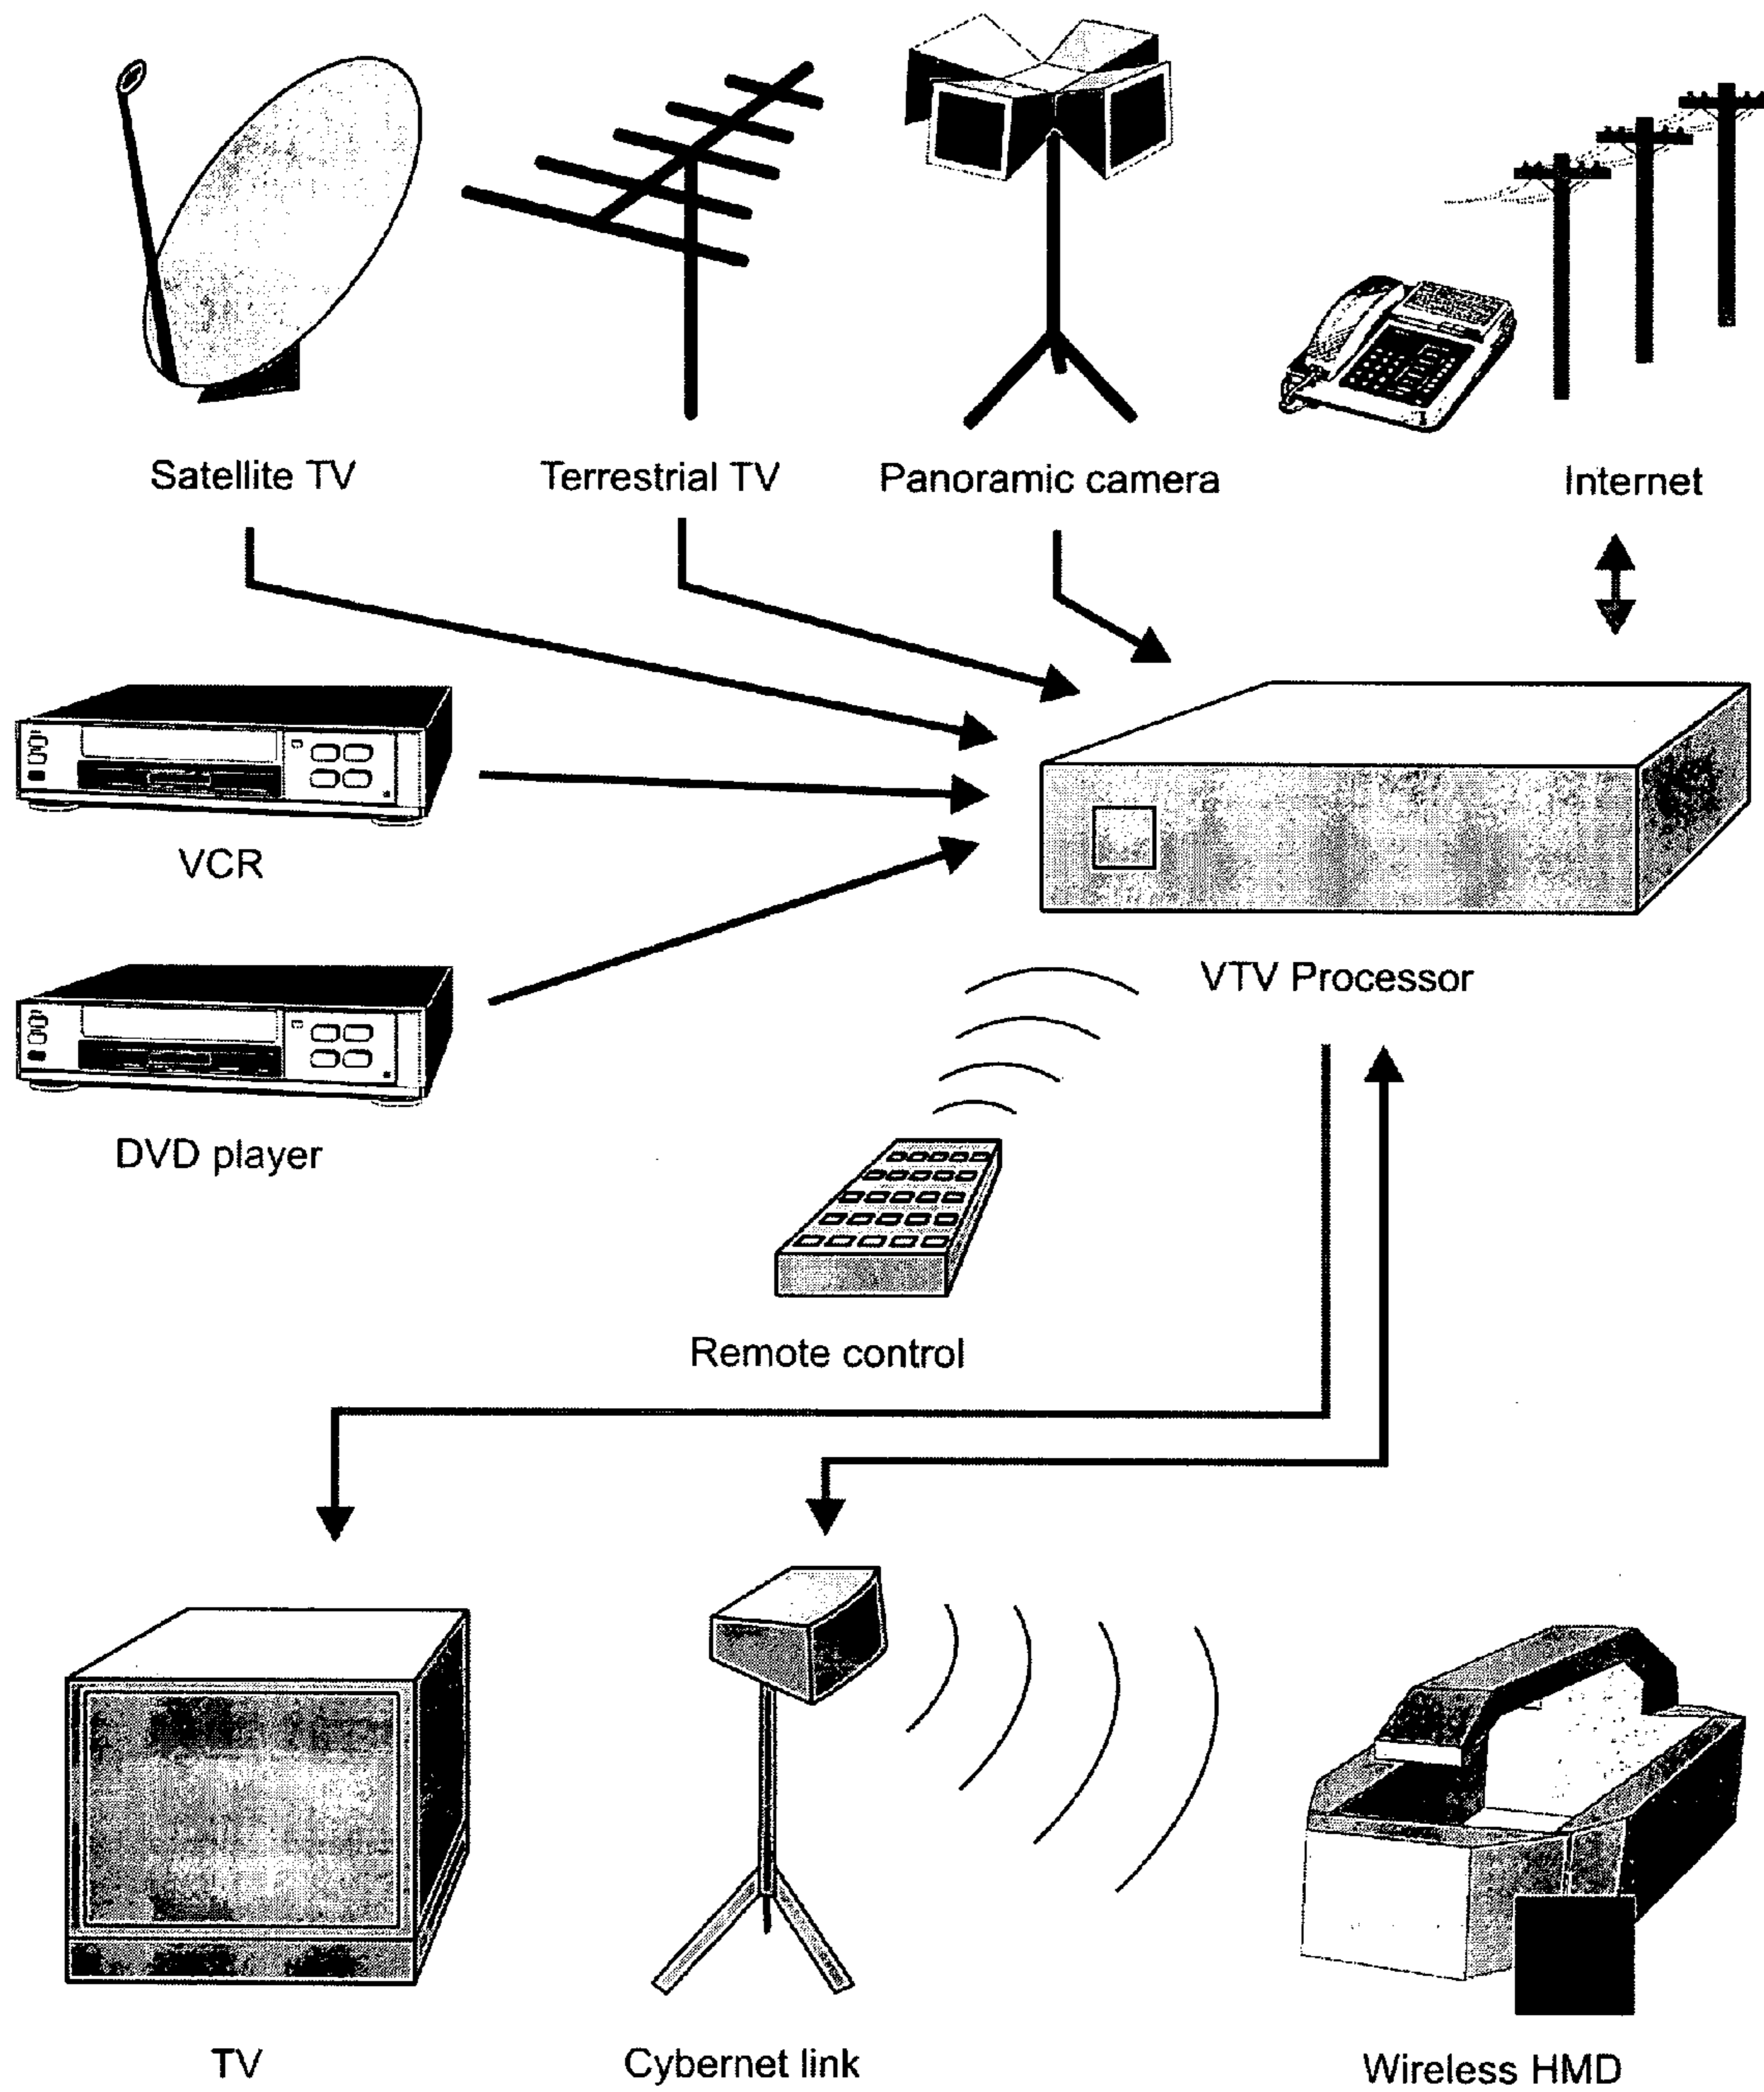 Satellite TV
Terrestrial TV
Panoramic camera
Internet
VCR
VTV Processor
DVD player
Remote control
TV
Cybernet link
Wireless HMD